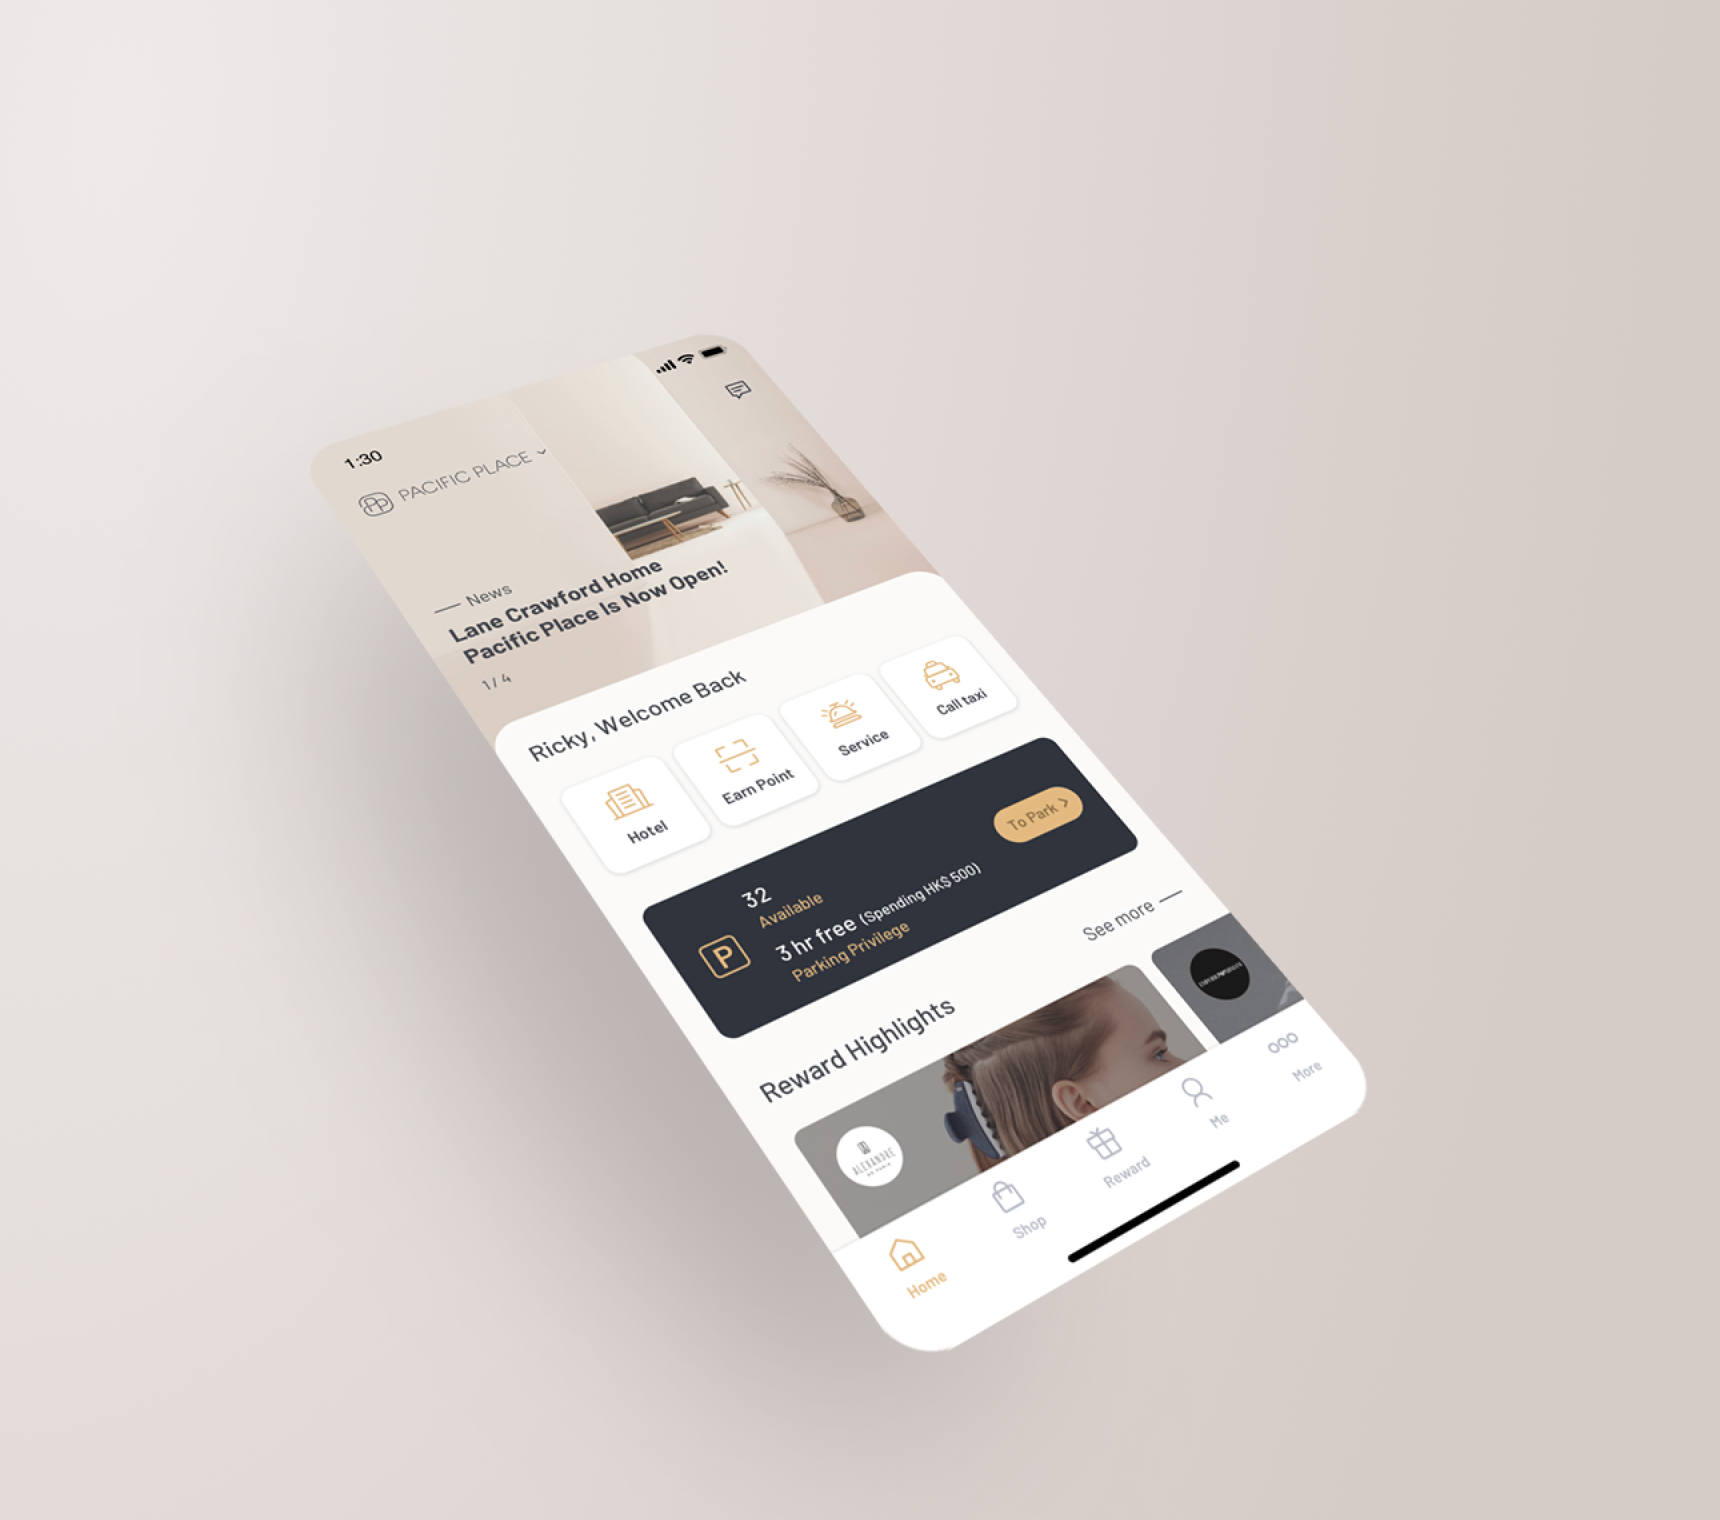 1:30
PACIFIC PLACE
News
Lane Crawford Home
Pacific Place Is Now Open!
1 / 4
Ricky, Welcome Back
Hotel
Earn Point
Service
Call taxi
32
Available
3 hr free (Spending HK$ 500)
Parking Privilege
P
To Park >
Reward Highlights
See more
ALEXANDRE
DE PARIS
Home
Shop
Reward
Me
More